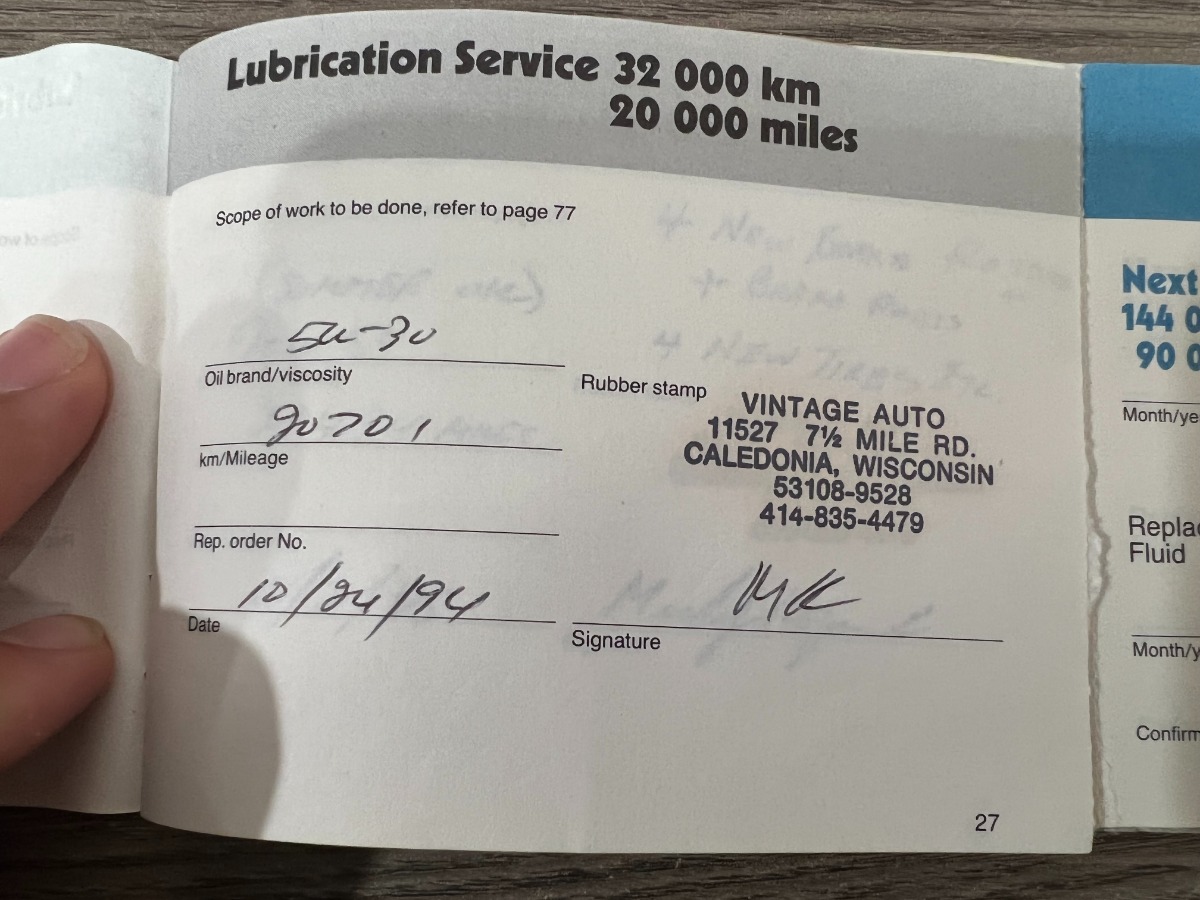 Lubrication Service 32 000 km
20 000 miles
Scope of work to be done, refer to page 77
5W-30
Oil brand/viscosity
20701
km/Mileage
Rep. order No.
10/24/94
Date
Rubber stamp
VINTAGE AUTO
11527 7½ MILE RD.
CALEDONIA, WISCONSIN
53108-9528
414-835-4479
MK
Signature
27
Next
144 0
90 0
Month/ye
Replac
Fluid
Month/y
Confirm